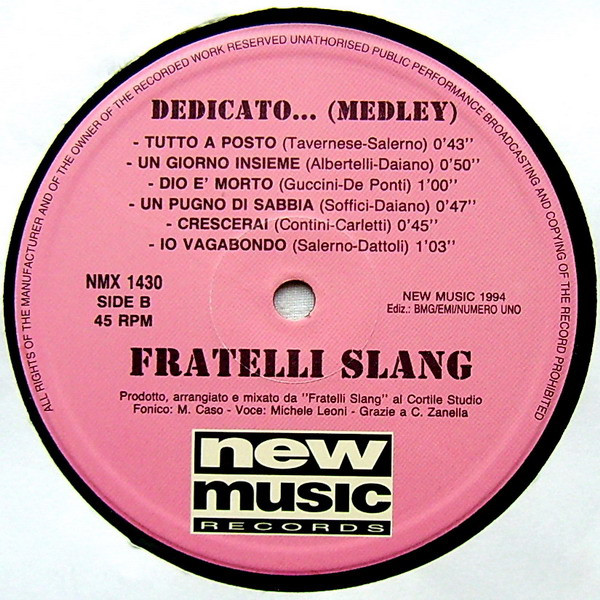 ALL RIGHTS OF THE MANUFACTURER AND OF THE OWNER OF THE RECORDED WORK RESERVED UNATHORISED PUBLIC PERFORMANCE BROADCASTING AND COPYING OF THE RECORD PROHIBITED
DEDICATO... (MEDLEY)
- TUTTO A POSTO (Tavernese-Salerno) 0'43''
- UN GIORNO INSIEME (Albertelli-Daiano) 0'50''
- DIO E' MORTO (Guccini-De Ponti) 1'00''
- UN PUGNO DI SABBIA (Soffici-Daiano) 0'47''
- CRESCERAI (Contini-Carletti) 0'45''
- IO VAGABONDO (Salerno-Dattoli) 1'03''
NMX 1430
SIDE B
45 RPM
NEW MUSIC 1994
Ediz.: BMG/EMI/NUMERO UNO
FRATELLI SLANG
Prodotto, arrangiato e mixato da ''Fratelli Slang'' al Cortile Studio
Fonico: M. Caso - Voce: Michele Leoni - Grazie a C. Zanella
new
music
RECORDS